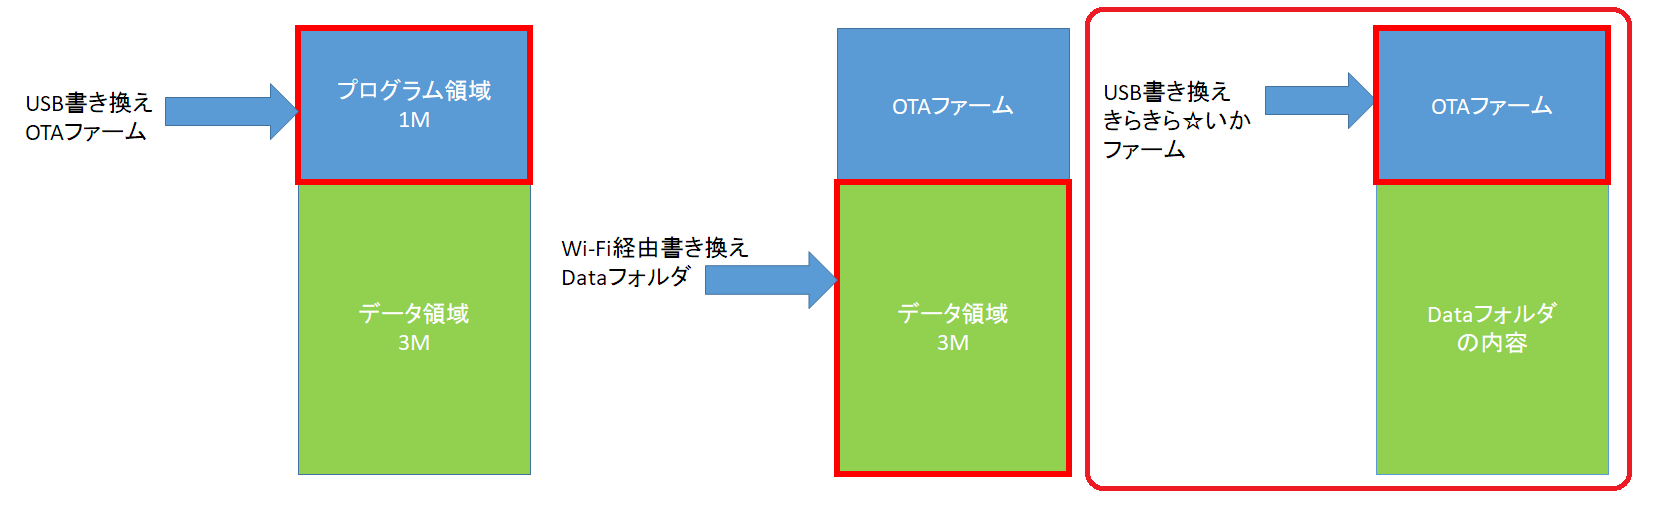 USB書き換え
OTAファーム
プログラム領域
1M
データ領域
3M
Wi-Fi経由書き換え
Dataフォルダ
OTAファーム
データ領域
3M
USB書き換え
きらきら☆いか
ファーム
OTAファーム
Dataフォルダ
の内容